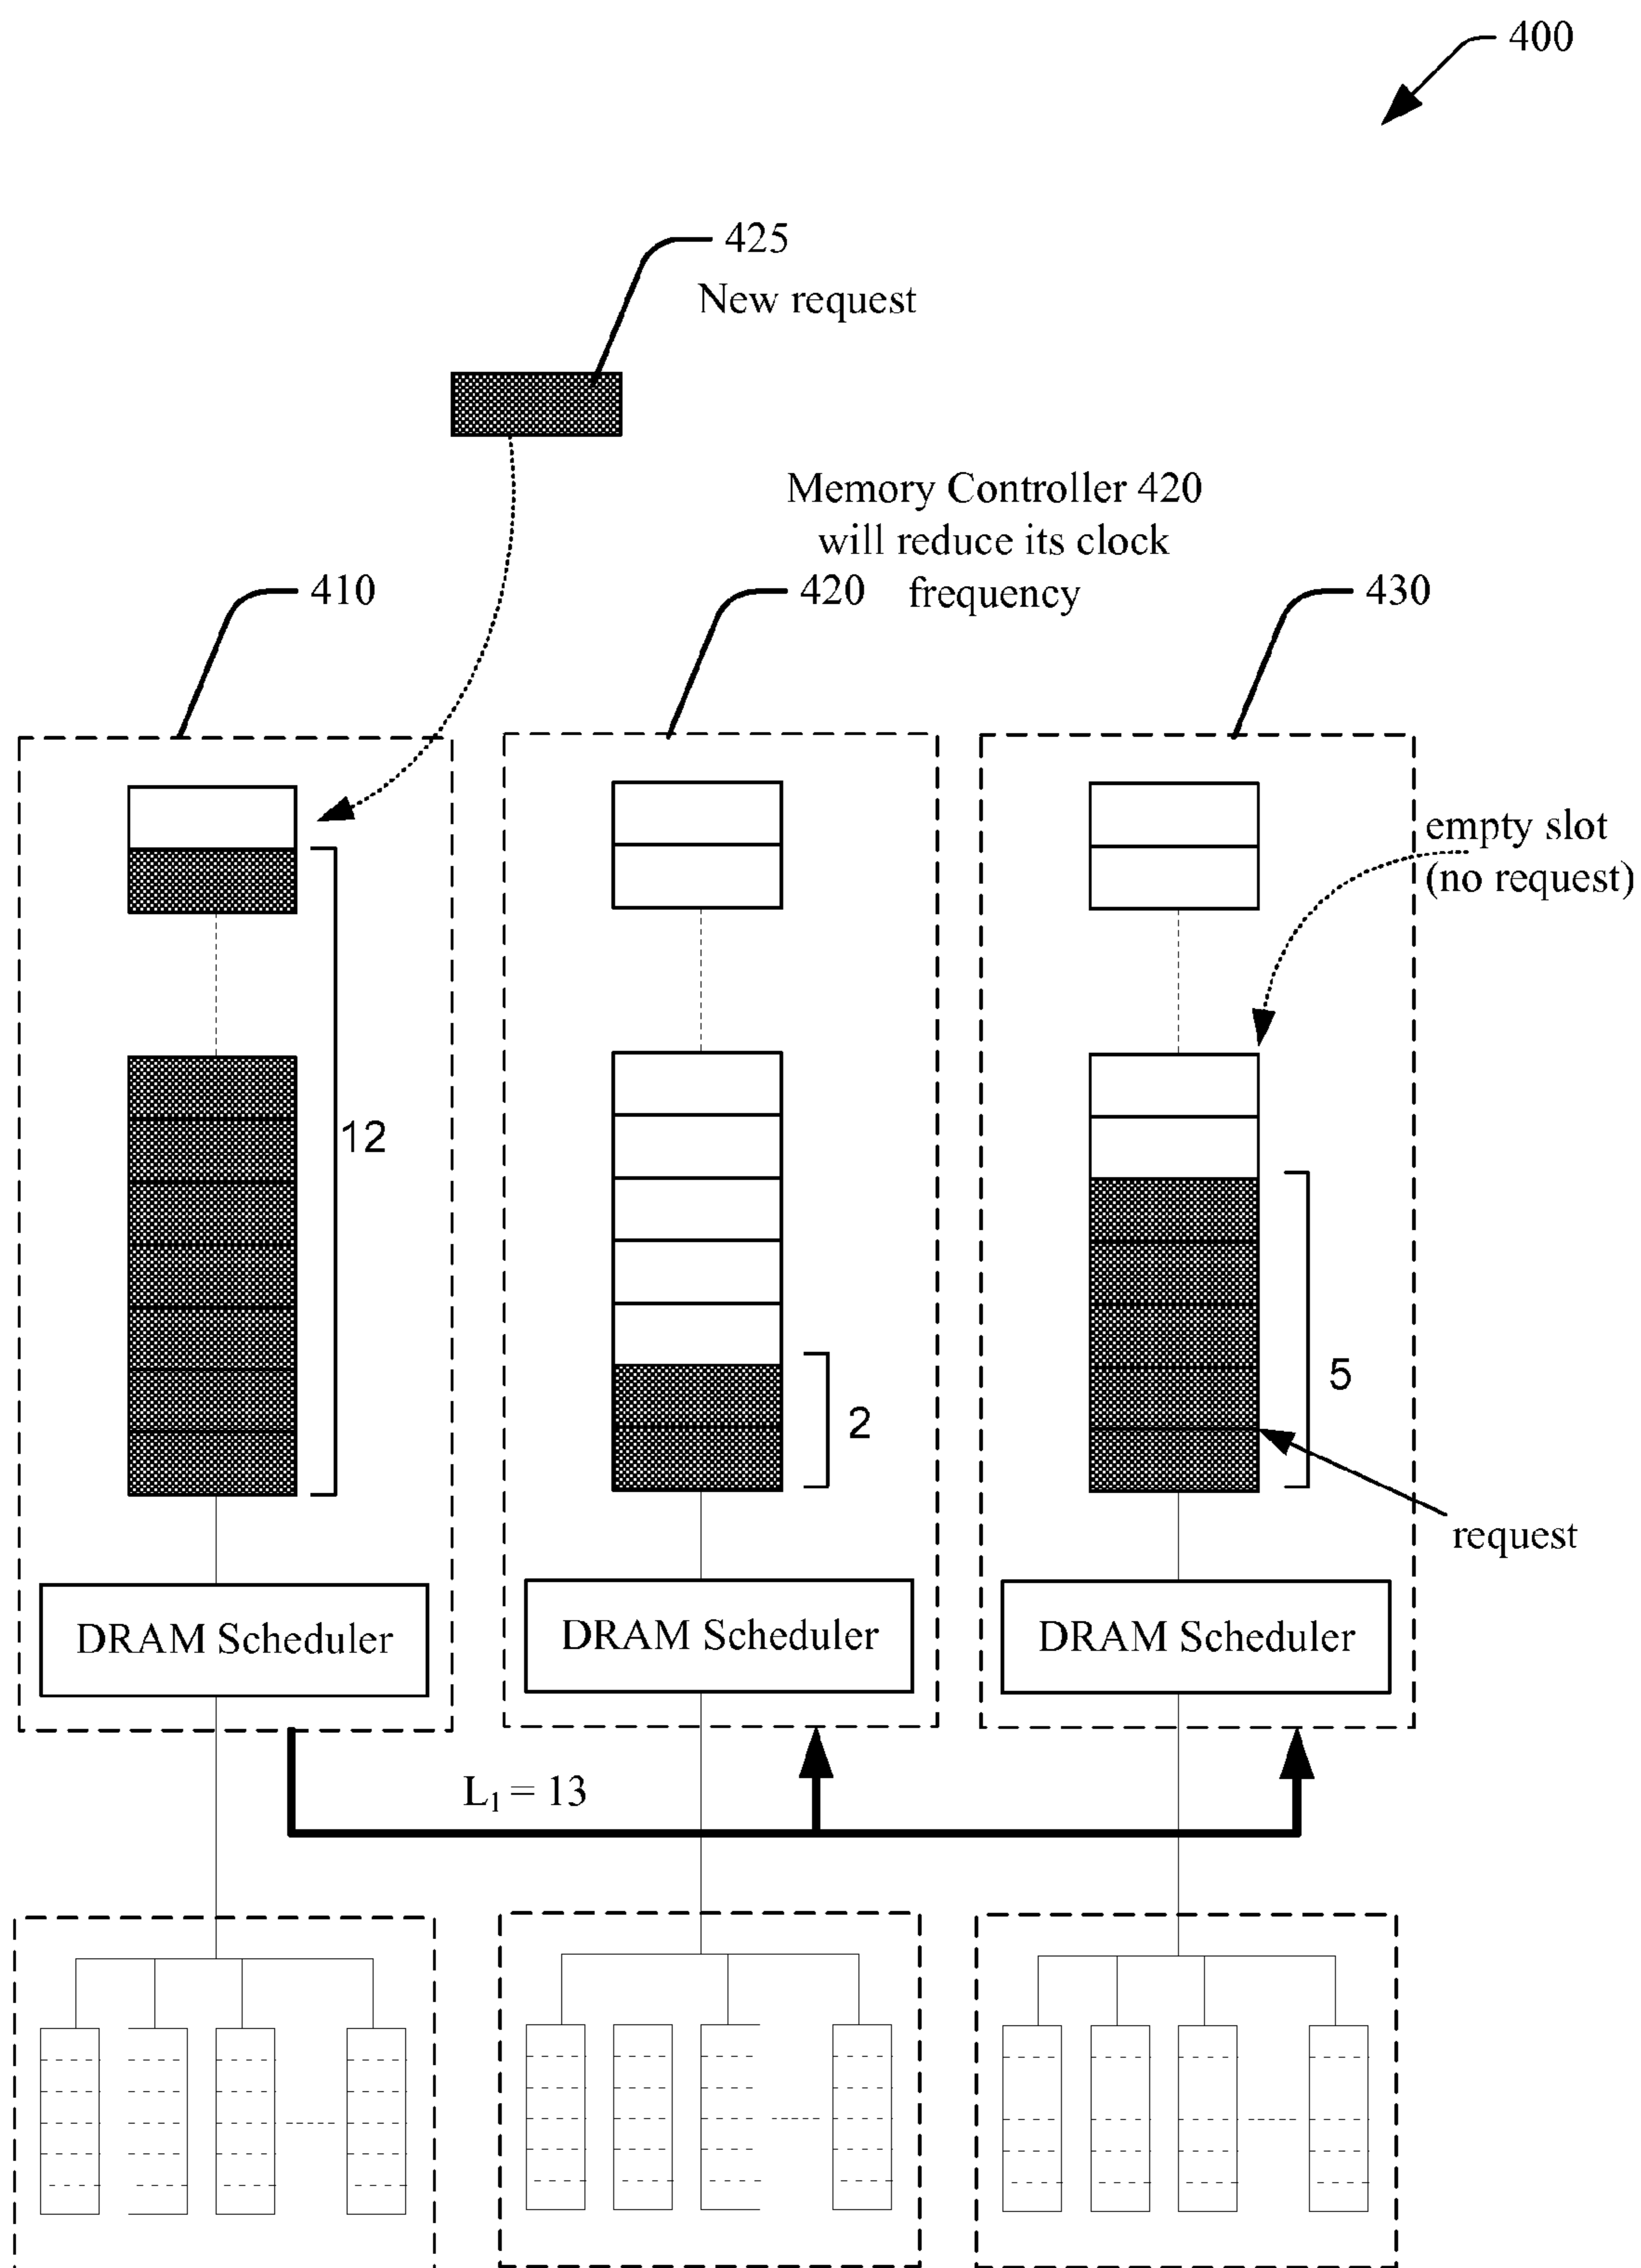 400
425
New request
Memory Controller 420
will reduce its clock
frequency
410
420
430
empty slot
(no request)
12
2
5
request
DRAM Scheduler
DRAM Scheduler
DRAM Scheduler
L₁ = 13